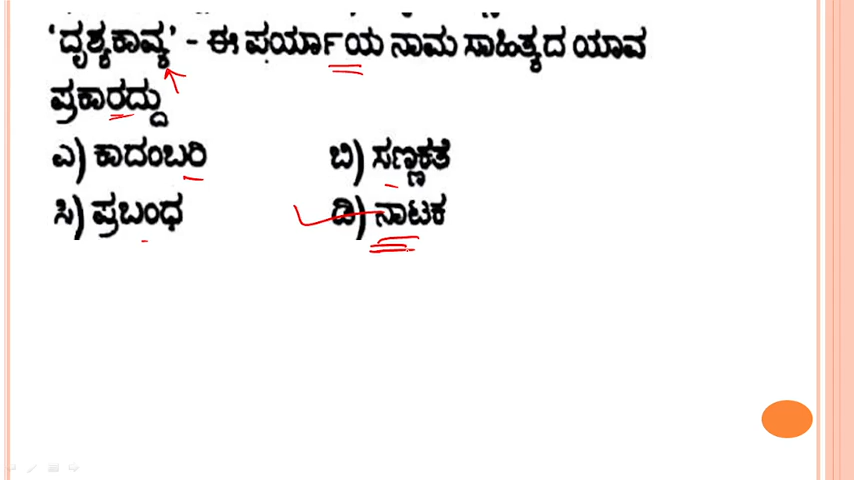 'ದೃಶ್ಯಕಾವ್ಯ' - ಈ ಪರ್ಯಾಯ ನಾಮ ಸಾಹಿತ್ಯದ ಯಾವ
ಪ್ರಕಾರದ್ದು
ಎ) ಕಾದಂಬರಿ ಬಿ) ಸಣ್ಣಕತೆ
ಸಿ) ಪ್ರಬಂಧ ಡಿ) ನಾಟಕ